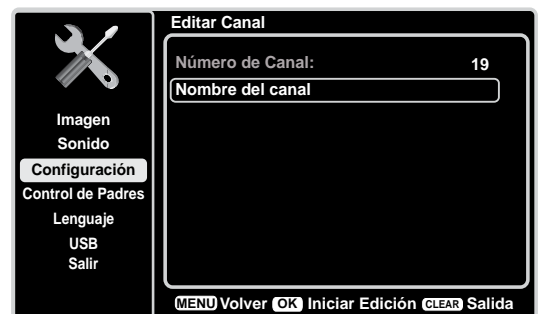 Editar Canal
Número de Canal: 19
Nombre del canal
Imagen
Sonido
Configuración
Control de Padres
Lenguaje
USB
Salir
MENU Volver OK Iniciar Edición CLEAR Salida